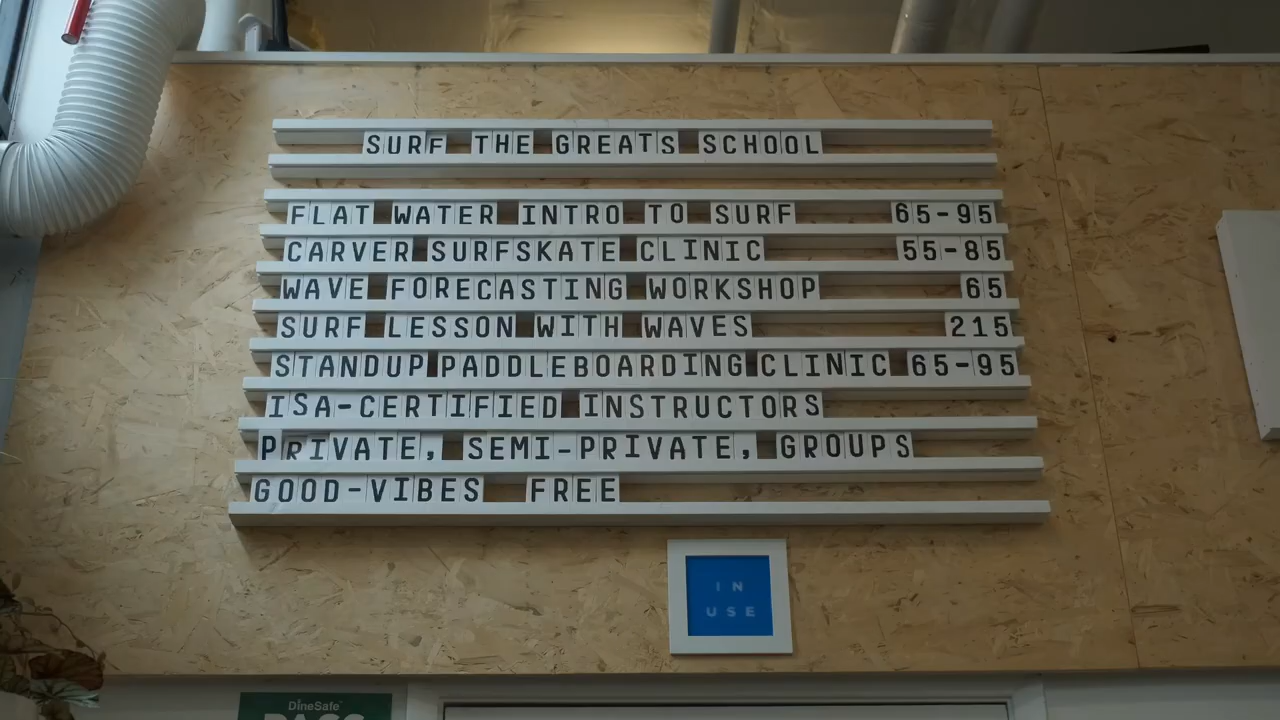 SURF THE GREATS SCHOOL
FLAT WATER INTRO TO SURF 65-95
CARVER SURFSKATE CLINIC 55-85
WAVE FORECASTING WORKSHOP 65
SURF LESSON WITH WAVES 215
STANDUP PADDLEBOARDING CLINIC 65-95
ISA-CERTIFIED INSTRUCTORS
PRIVATE, SEMI-PRIVATE, GROUPS
GOOD-VIBES FREE
IN
USE
DineSafe
PASS